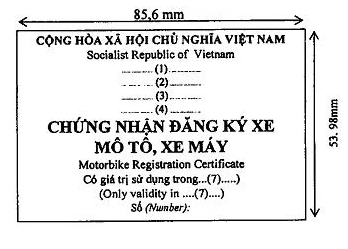 85,6 mm
CỘNG HÒA XÃ HỘI CHỦ NGHĨA VIỆT NAM
Socialist Republic of Vietnam
.............(1).............
.............(2).............
.............(3).............
.............(4).............
CHỨNG NHẬN ĐĂNG KÝ XE
MÔ TÔ, XE MÁY
Motorbike Registration Certificate
Có giá trị sử dụng trong...(7).....)
(Only validity in ....(7)....)
Số (Number):
53, 98mm